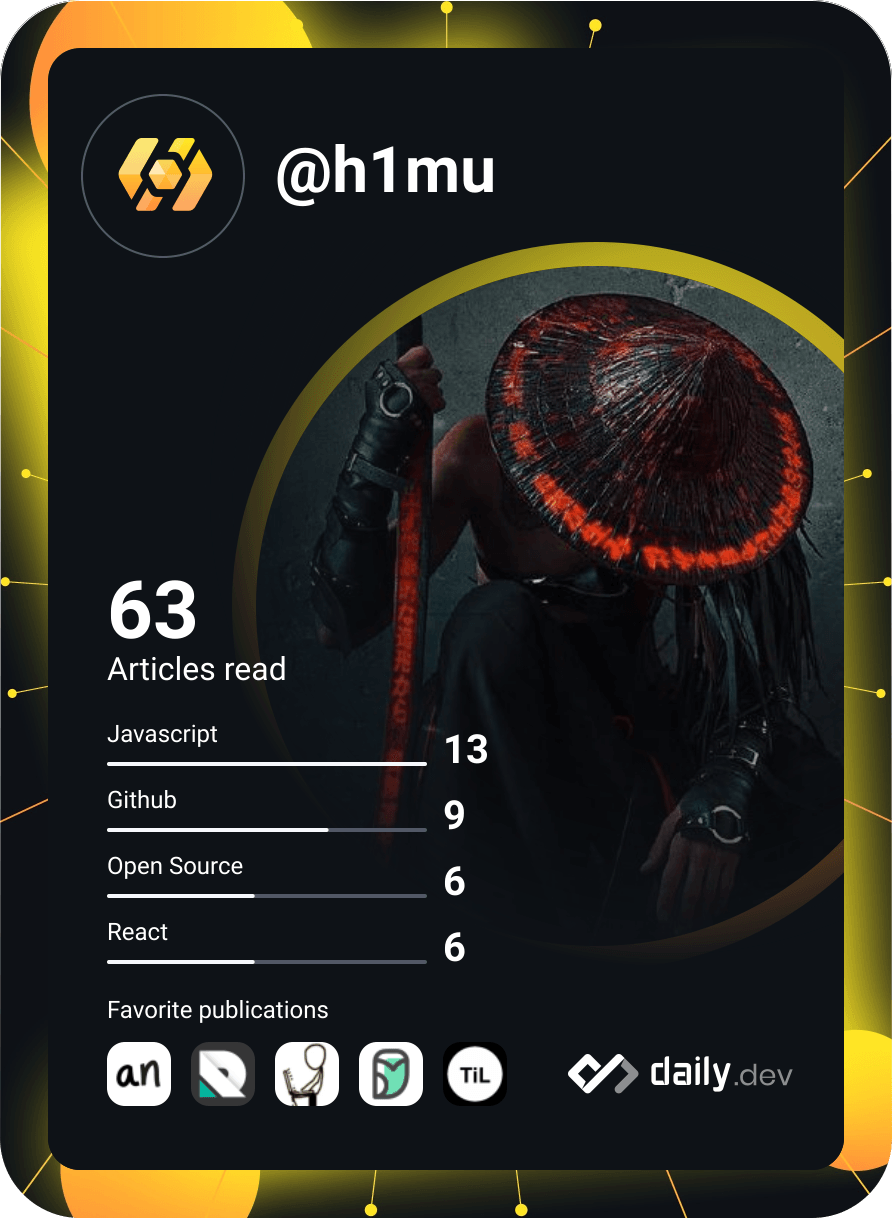 @h1mu
63
Articles read
Javascript
13
Github
9
Open Source
6
React
6
Favorite publications
an
TiL
daily.dev